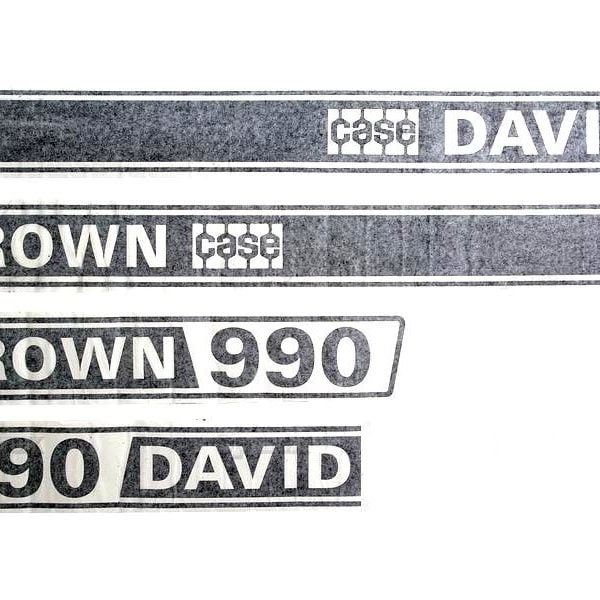 case DAVI
ROWN case
ROWN 990
90 DAVID